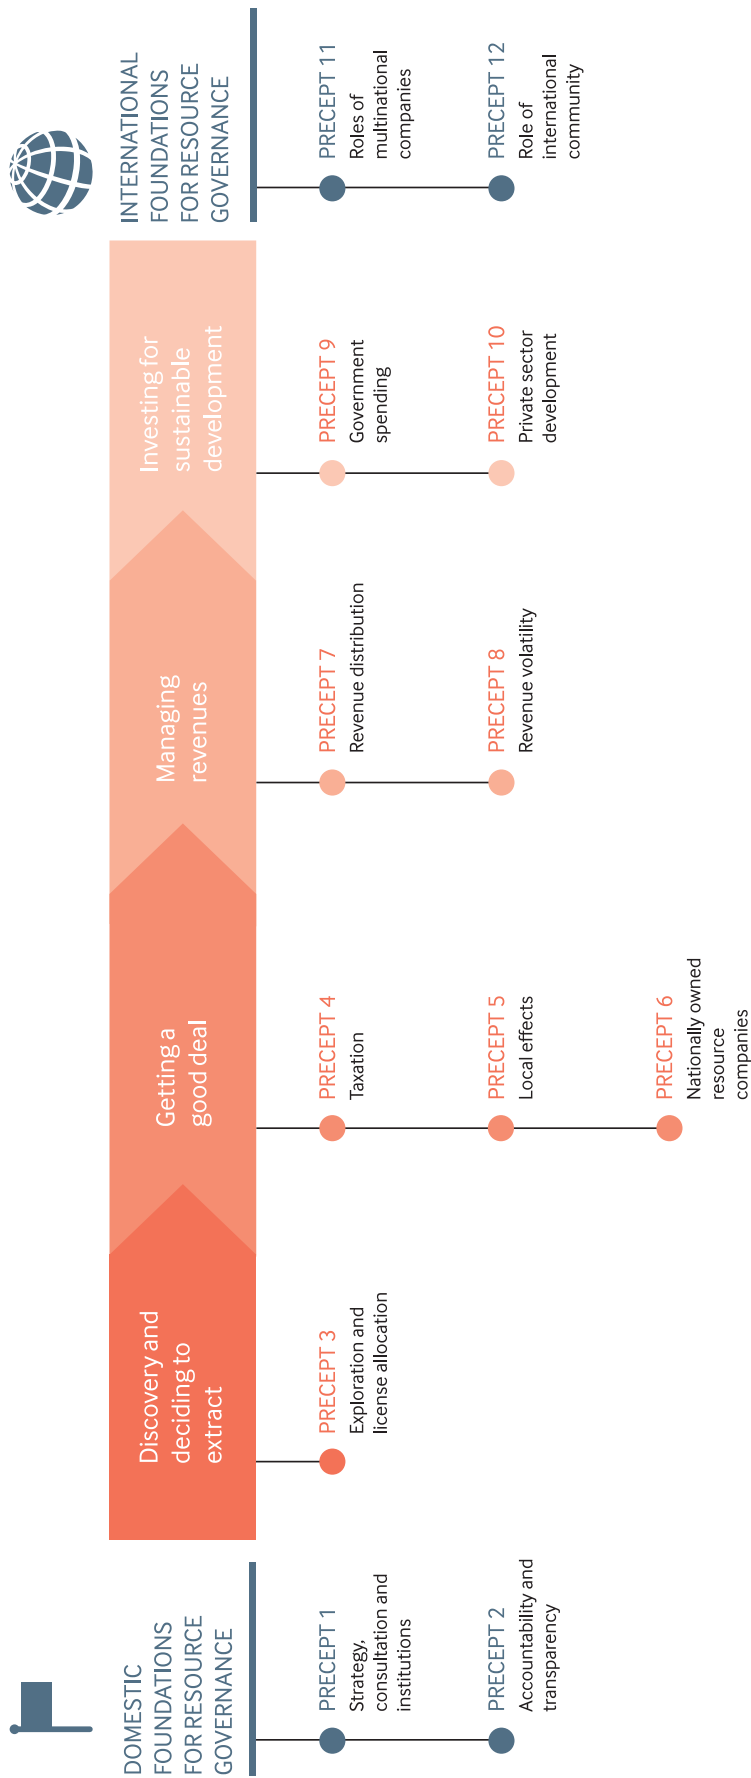 DOMESTIC
FOUNDATIONS
FOR RESOURCE
GOVERNANCE
PRECEPT 1
Strategy,
consultation and
institutions
PRECEPT 2
Accountability and
transparency
Discovery and
deciding to
extract
PRECEPT 3
Exploration and
license allocation
Getting a
good deal
PRECEPT 4
Taxation
PRECEPT 5
Local effects
PRECEPT 6
Nationally owned
resource
companies
Managing
revenues
PRECEPT 7
Revenue distribution
PRECEPT 8
Revenue volatility
Investing for
sustainable
development
PRECEPT 9
Government
spending
PRECEPT 10
Private sector
development
INTERNATIONAL
FOUNDATIONS
FOR RESOURCE
GOVERNANCE
PRECEPT 11
Roles of
multinational
companies
PRECEPT 12
Role of
international
community